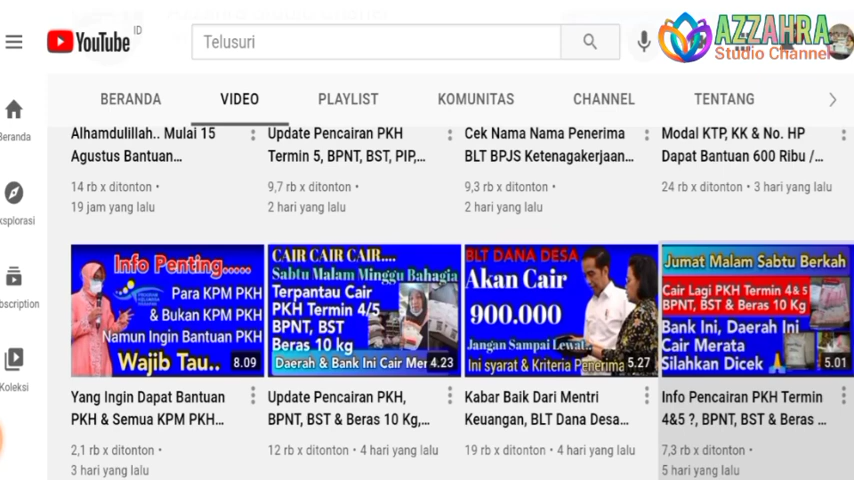 YouTube ID
Telusuri
AZZAHRA
Studio Channel
BERANDA VIDEO PLAYLIST KOMUNITAS CHANNEL TENTANG
Beranda
ksplorasi
bscription
Koleksi
Alhamdulillah.. Mulai 15
Agustus Bantuan...
14 rb x ditonton •
19 jam yang lalu
Update Pencairan PKH
Termin 5, BPNT, BST, PIP,...
9,7 rb x ditonton •
2 hari yang lalu
Cek Nama Nama Penerima
BLT BPJS Ketenagakerjaan...
9,3 rb x ditonton •
2 hari yang lalu
Modal KTP, KK & No. HP
Dapat Bantuan 600 Ribu /...
24 rb x ditonton • 3 hari yang lalu
Info Penting.....
Para KPM PKH
& Bukan KPM PKH
Namun Ingin Bantuan PKH
Wajib Tau..
8.09
Yang Ingin Dapat Bantuan
PKH & Semua KPM PKH...
2,1 rb x ditonton •
3 hari yang lalu
CAIR CAIR CAIR....
Sabtu Malam Minggu Bahagia
Terpantau Cair
PKH Termin 4/5
BPNT, BST
Beras 10 kg
Daerah & Bank Ini Cair Mer
4.23
Update Pencairan PKH,
BPNT, BST & Beras 10 Kg,...
12 rb x ditonton • 4 hari yang lalu
BLT DANA DESA
Akan Cair
900.000
Jangan Sampai Lewat..
Ini syarat & Kriteria Penerima
5.27
Kabar Baik Dari Mentri
Keuangan, BLT Dana Desa...
19 rb x ditonton • 4 hari yang lalu
Jumat Malam Sabtu Berkah
Cair Lagi PKH Termin 4&5
BPNT, BST & Beras 10 Kg
Bank Ini, Daerah Ini
Cair Merata
Silahkan Dicek
5.01
Info Pencairan PKH Termin
4&5 ?, BPNT, BST & Beras ...
7,3 rb x ditonton •
5 hari yang lalu